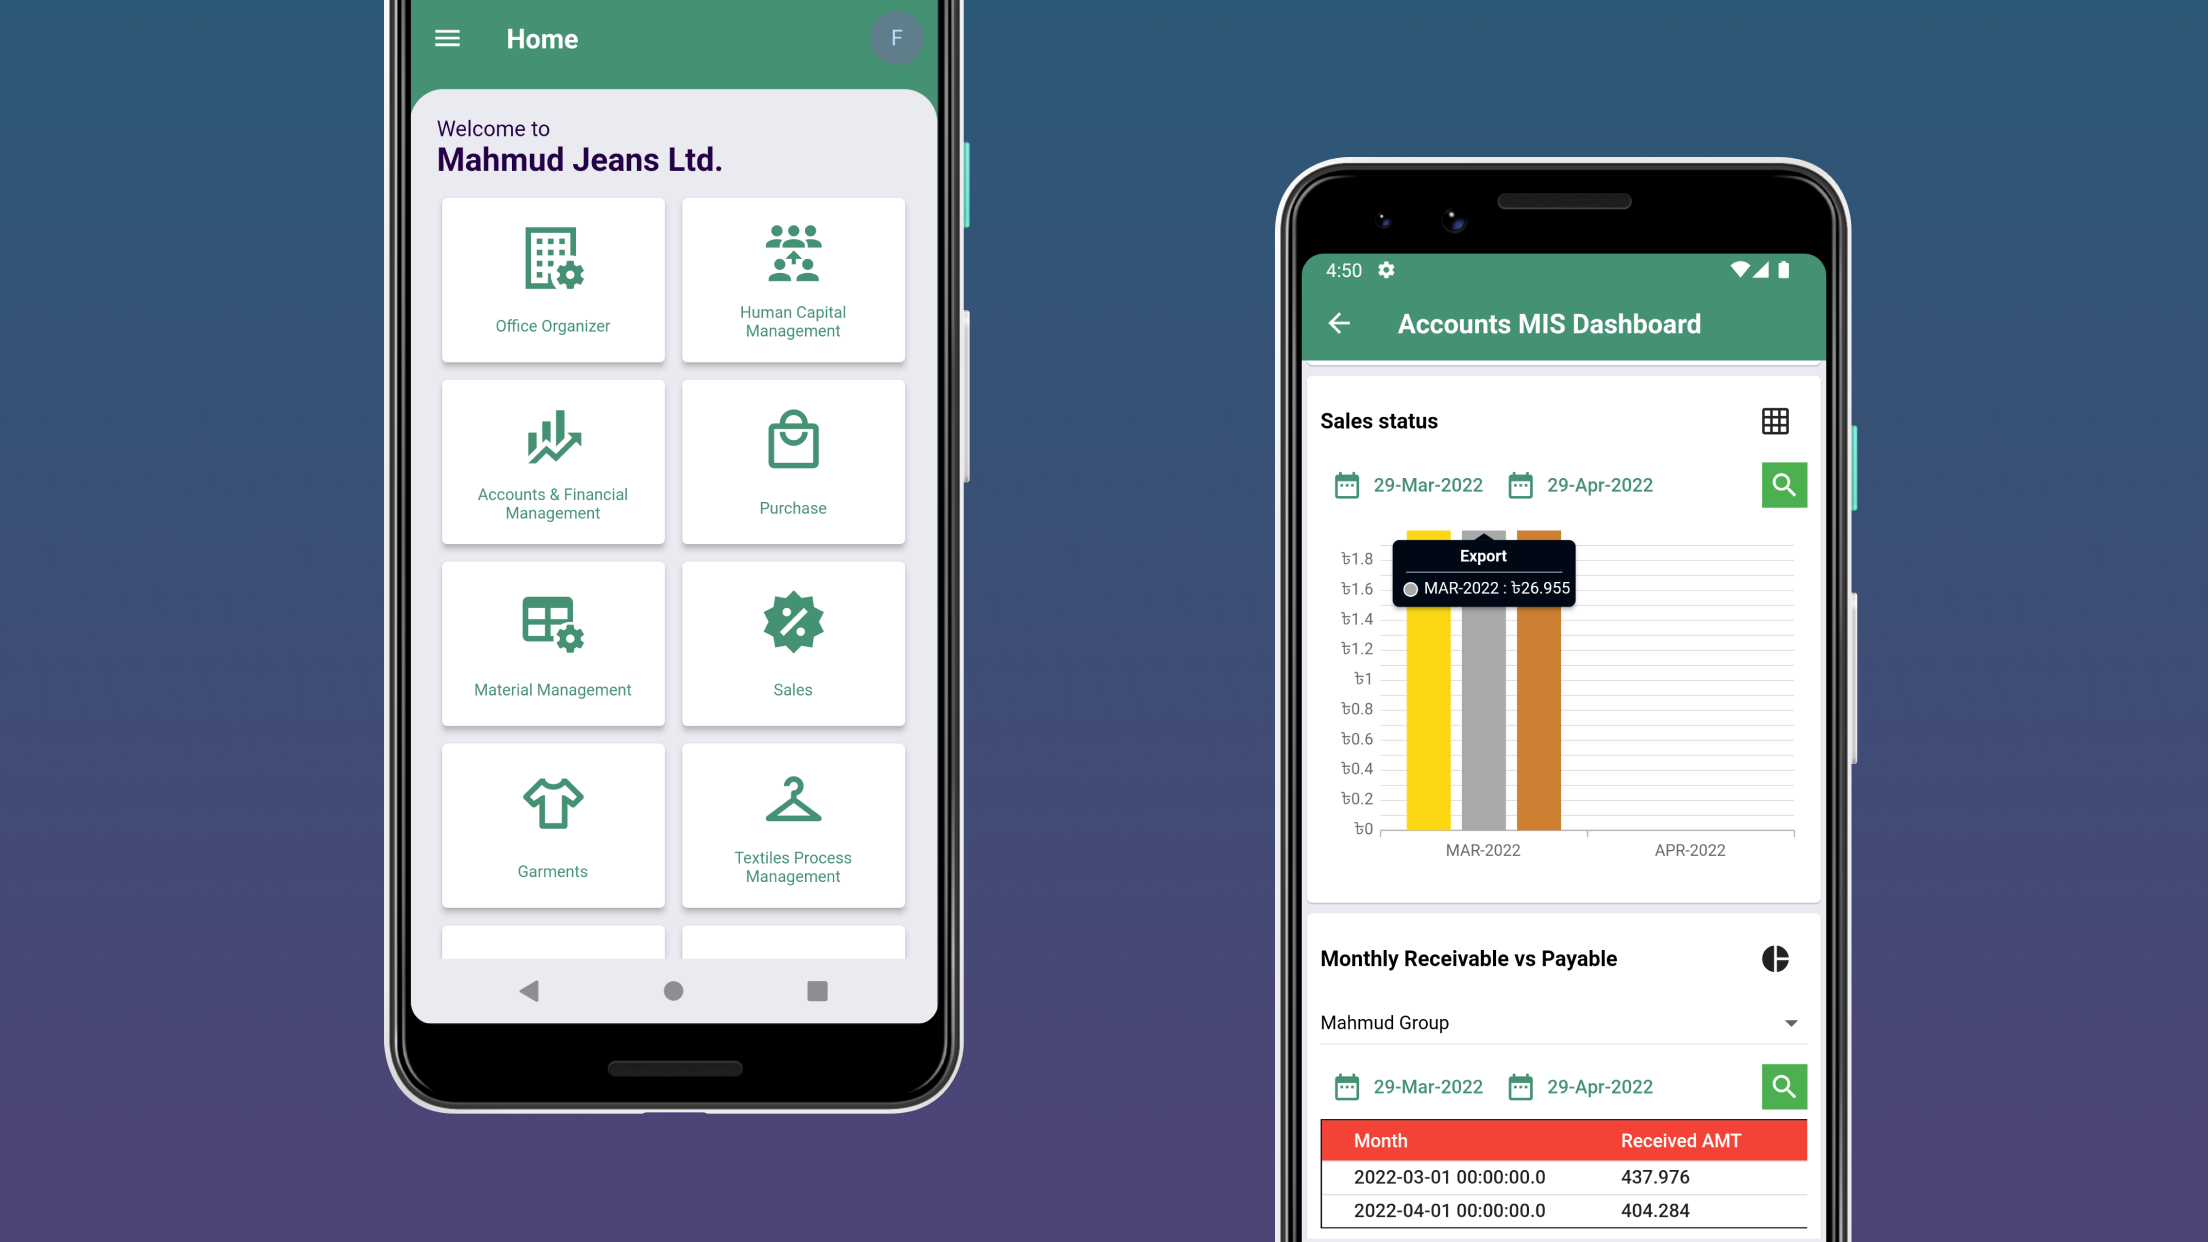 Home
F
Welcome to
Mahmud Jeans Ltd.
Office Organizer
Human Capital
Management
Accounts & Financial
Management
Purchase
Material Management
Sales
Garments
Textiles Process
Management
4:50
Accounts MIS Dashboard
Sales status
29-Mar-2022
29-Apr-2022
৳1.8
৳1.6
৳1.4
৳1.2
৳1
৳0.8
৳0.6
৳0.4
৳0.2
৳0
Export
MAR-2022 : ৳26.955
MAR-2022
APR-2022
Monthly Receivable vs Payable
Mahmud Group
29-Mar-2022
29-Apr-2022
Month Received AMT
2022-03-01 00:00:00.0 437.976
2022-04-01 00:00:00.0 404.284